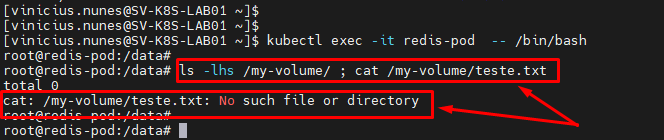 [vinicius.nunes@SV-K8S-LAB01 ~]$
[vinicius.nunes@SV-K8S-LAB01 ~]$
[vinicius.nunes@SV-K8S-LAB01 ~]$ kubectl exec -it redis-pod  -- /bin/bash
root@redis-pod:/data#
root@redis-pod:/data# ls -lhs /my-volume/ ; cat /my-volume/teste.txt
total 0
cat: /my-volume/teste.txt: No such file or directory
root@redis-pod:/data#
root@redis-pod:/data#